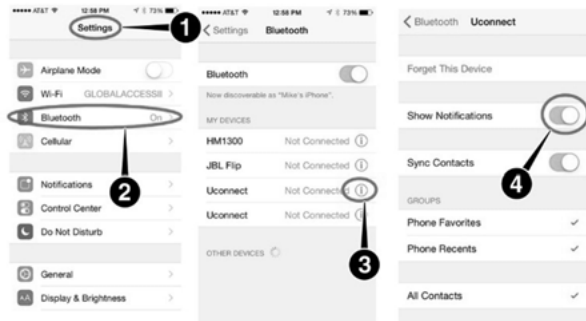 AT&T 12:58 PM 73%
Settings
1
Airplane Mode
Wi-Fi GLOBALACCESSIt
Bluetooth On
Cellular
2
Notifications
Control Center
Do Not Disturb
General
AA Display & Brightness
AT&T 12:58 PM 73%
Settings Bluetooth
Bluetooth
Now discoverable as "Mike's iPhone".
MY DEVICES
HM1300 Not Connected
JBL Flip Not Connected
Uconnect Not Connected
Uconnect Not Connected
3
OTHER DEVICES
Bluetooth Uconnect
Forget This Device
Show Notifications
4
Sync Contacts
GROUPS
Phone Favorites
Phone Recents
All Contacts